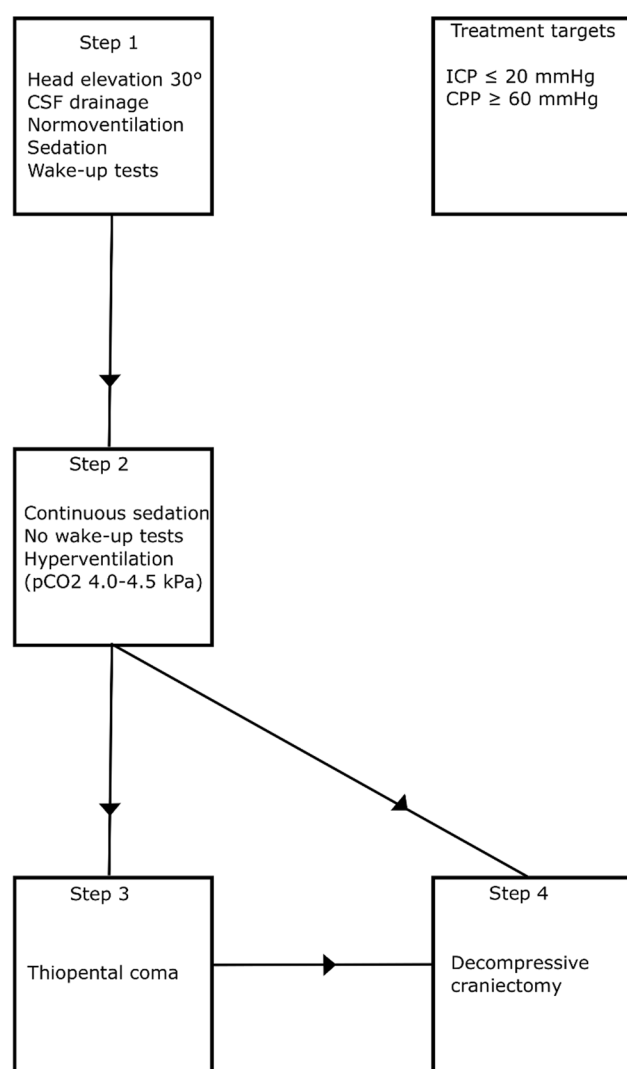 Step 1
Head elevation 30°
CSF drainage
Normoventilation
Sedation
Wake-up tests
Treatment targets
ICP ≤ 20 mmHg
CPP ≥ 60 mmHg
Step 2
Continuous sedation
No wake-up tests
Hyperventilation
(pCO2 4.0-4.5 kPa)
Step 3
Thiopental coma
Step 4
Decompressive
craniectomy